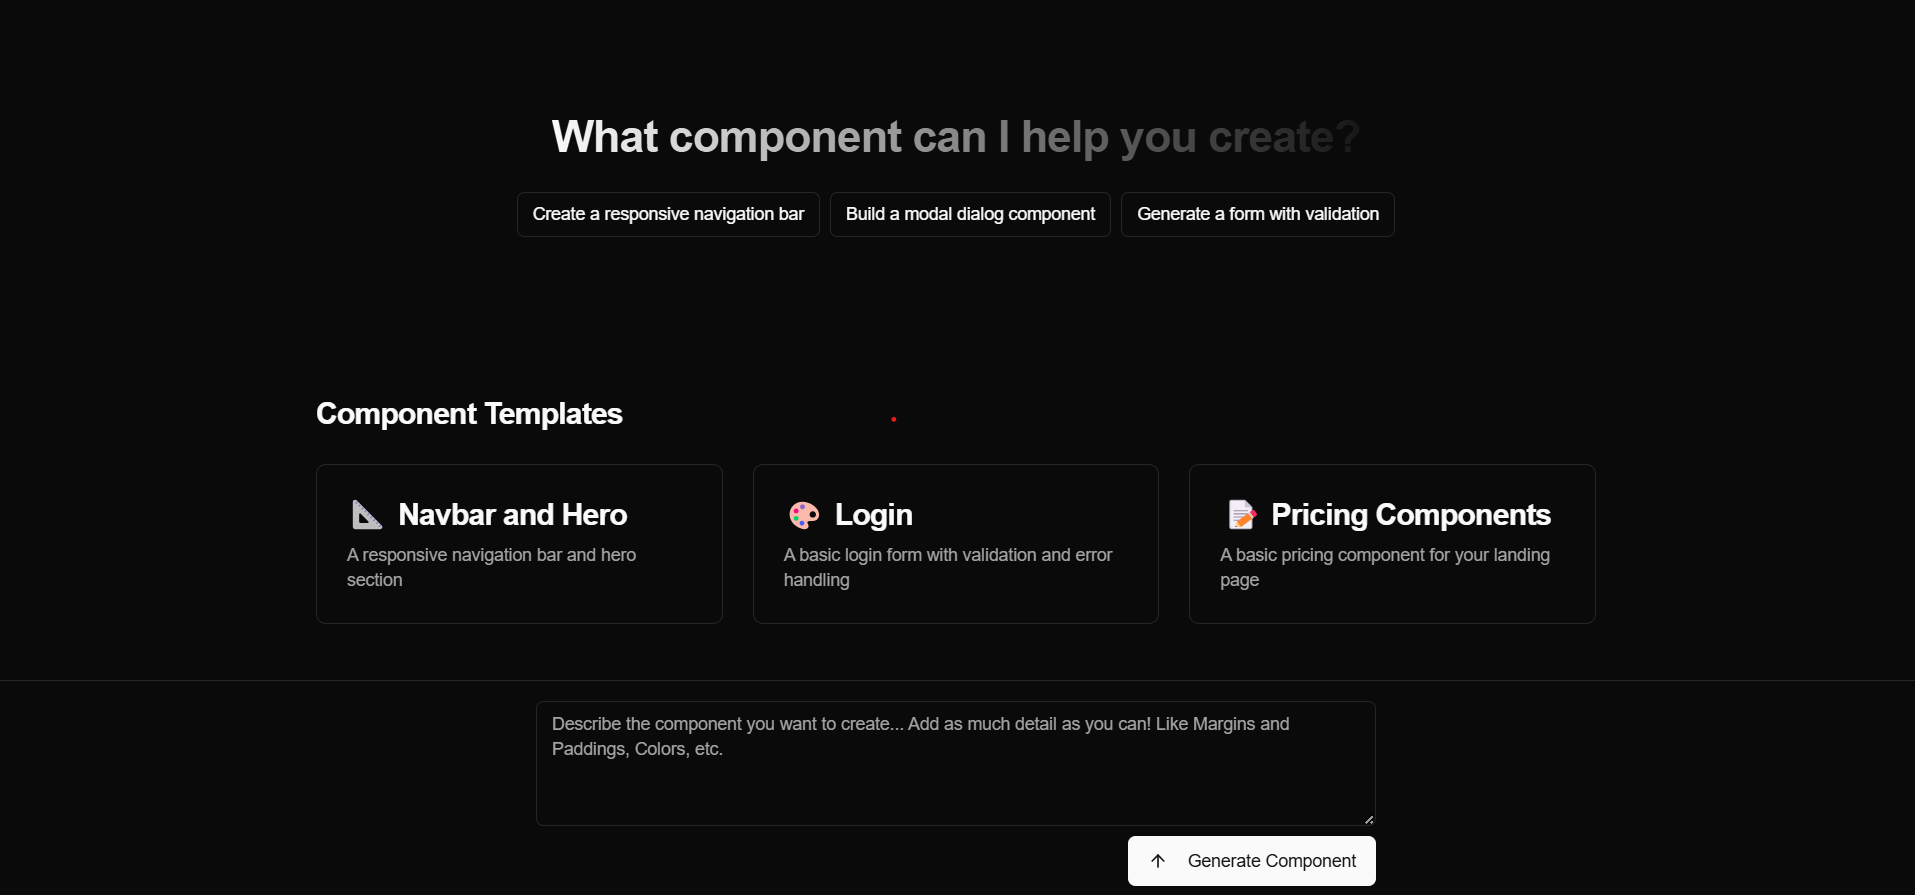 What component can I help you create?
Create a responsive navigation bar
Build a modal dialog component
Generate a form with validation
Component Templates
Navbar and Hero
A responsive navigation bar and hero
section
Login
A basic login form with validation and error
handling
Pricing Components
A basic pricing component for your landing
page
Describe the component you want to create... Add as much detail as you can! Like Margins and
Paddings, Colors, etc.
Generate Component